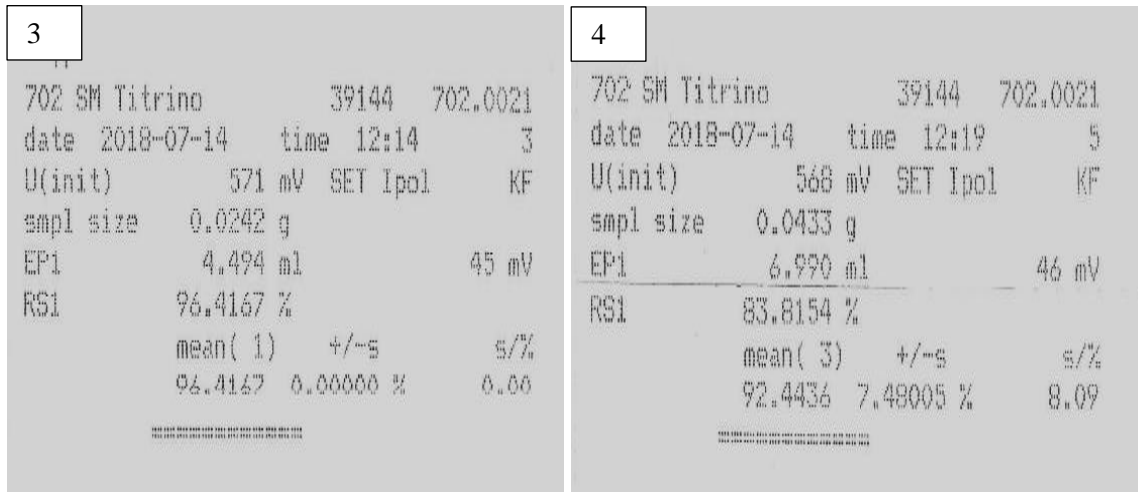 3
702 SM Titrino 39144 702.0021
date 2018-07-14 time 12:14 3
U(init) 571 mV SET Ipol KF
smpl size 0.0242 g
EP1 4.494 ml 45 mV
RS1 96.4167 %
mean( 1) +/-s s/%
96.4167 0.00000 % 0.00
4
702 SM Titrino 39144 702.0021
date 2018-07-14 time 12:19 5
U(init) 568 mV SET Ipol KF
smpl size 0.0433 g
EP1 6.990 ml 46 mV
RS1 83.8154 %
mean( 3) +/-s s/%
92.4436 7.48005 % 8.09